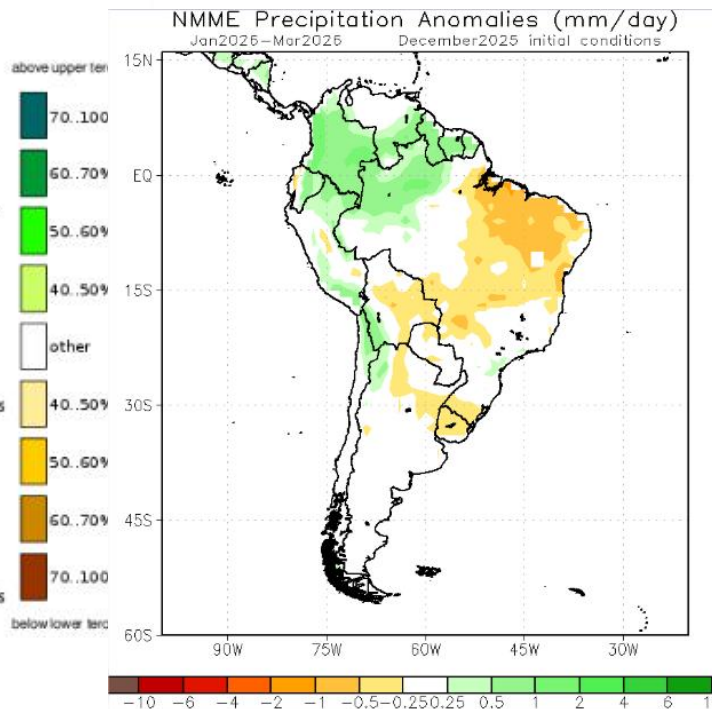 NMME Precipitation Anomalies (mm/day)
Jan2025-Mar2025 December2025 initial conditions
above upper terc
70..100
60..70%
50..60%
40..50%
other
40..50%
50..60%
60..70%
70..100
below lower terc
15N
EQ
15S
30S
45S
60S
90W 75W 60W 45W 30W
-10 -6 -4 -2 -1 -0.5 -0.25 0.25 0.5 1 2 4 6 1